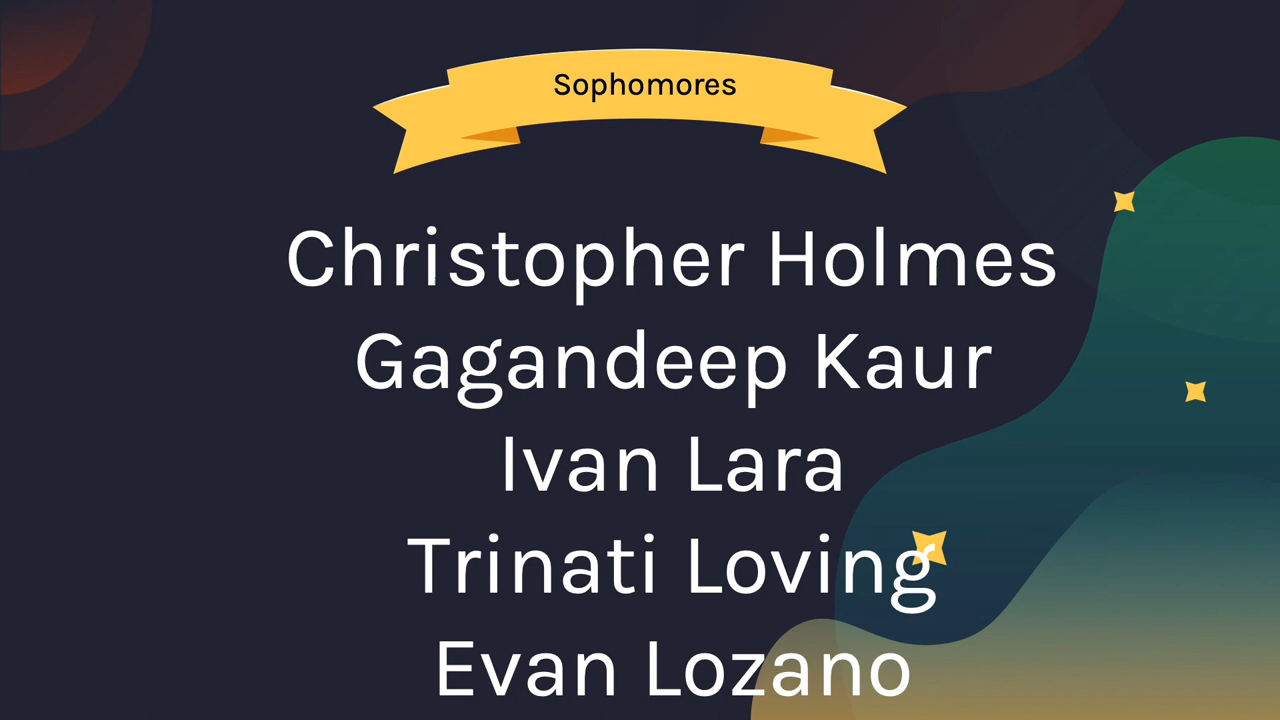 Sophomores
Christopher Holmes
Gagandeep Kaur
Ivan Lara
Trinati Loving
Evan Lozano